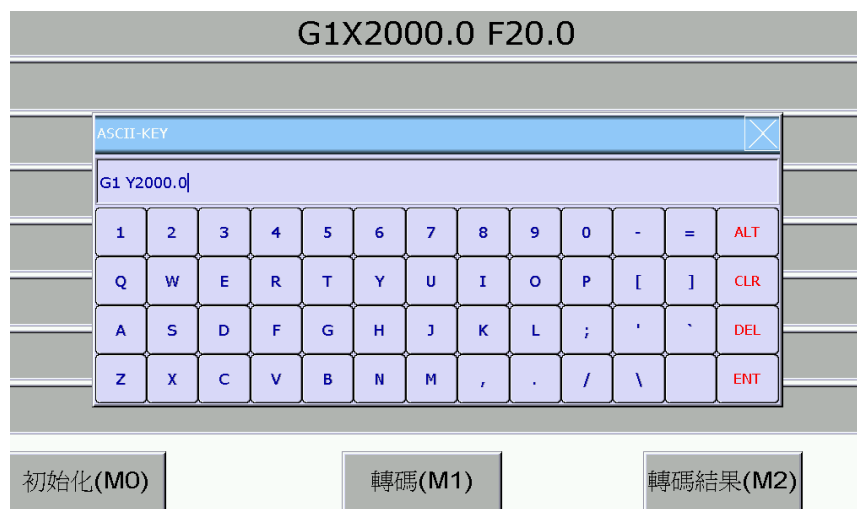 G1X2000.0 F20.0
ASCII-KEY
G1 Y2000.0
1 2 3 4 5 6 7 8 9 0 - = ALT
Q W E R T Y U I O P [ ] CLR
A S D F G H J K L ; ' ` DEL
Z X C V B N M , . / \ ENT
初始化(M0) 轉碼(M1) 轉碼結果(M2)